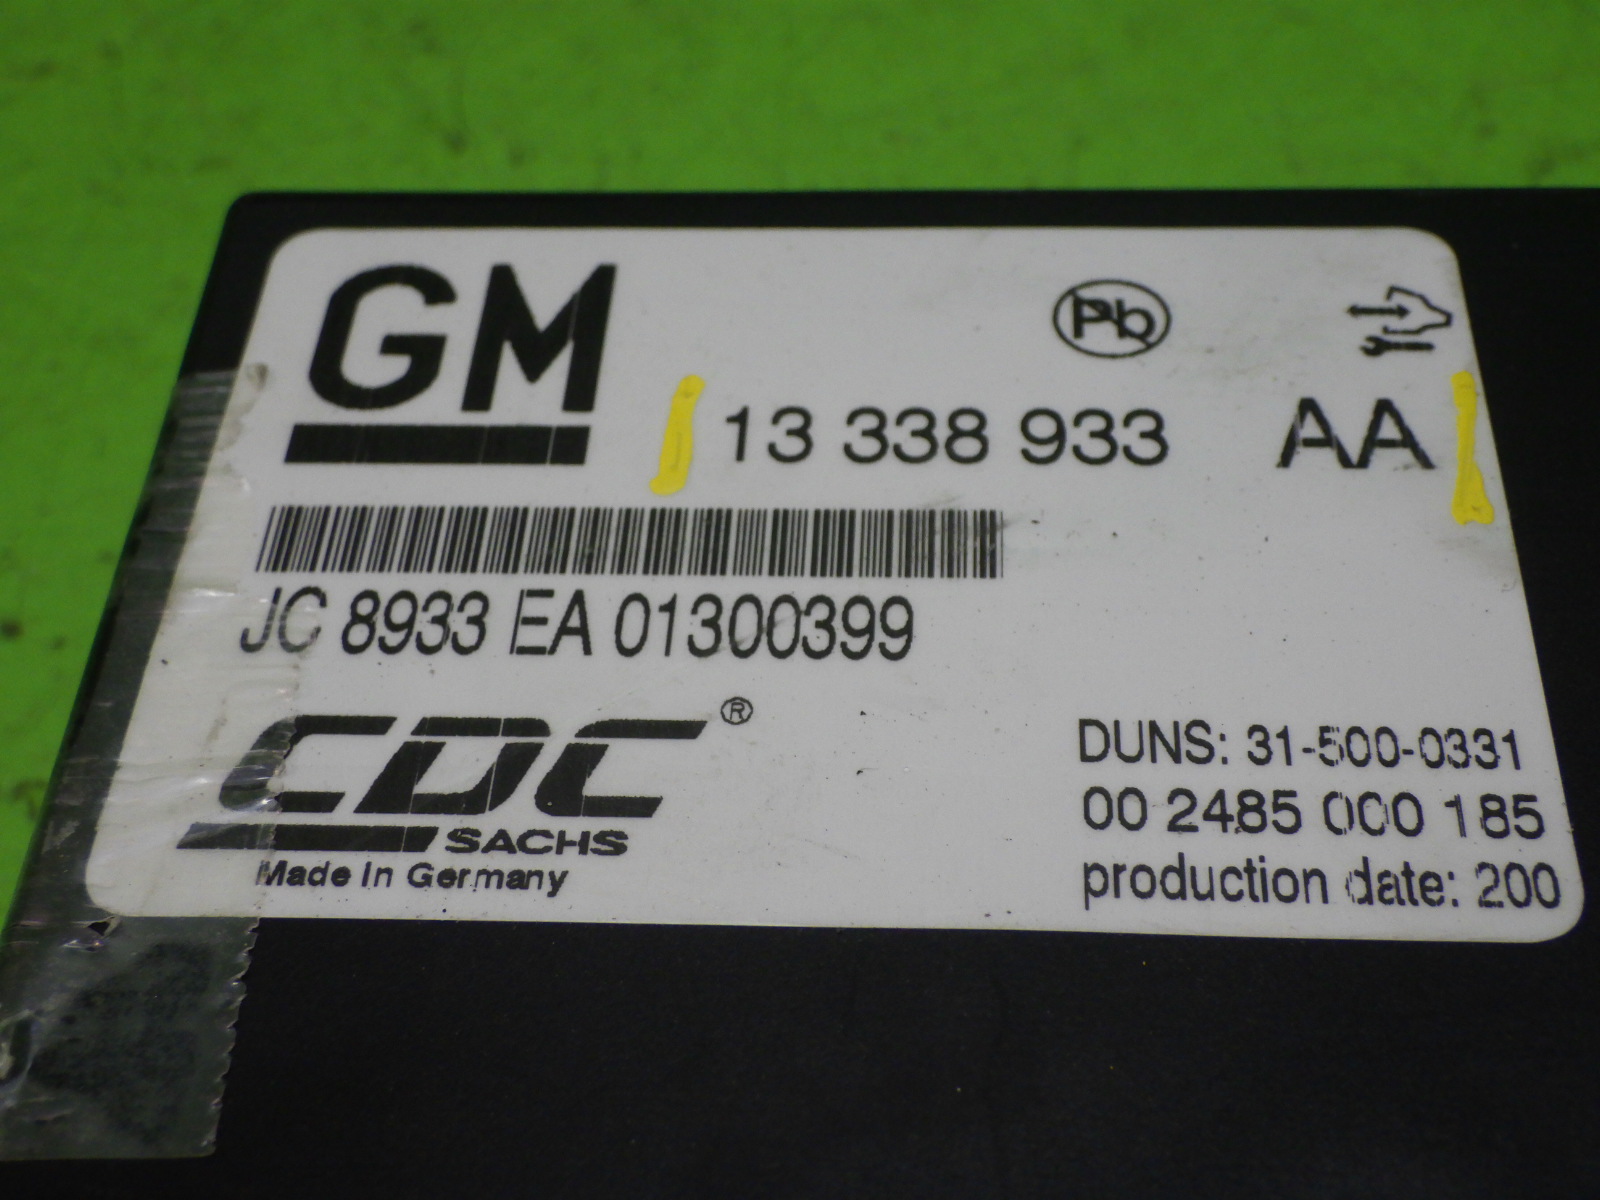 GM
Pb
13 338 933 AA
JC 8933 EA 01300399
CDC®
SACHS
Made In Germany
DUNS: 31-500-0331
00 2485 000 185
production date: 200